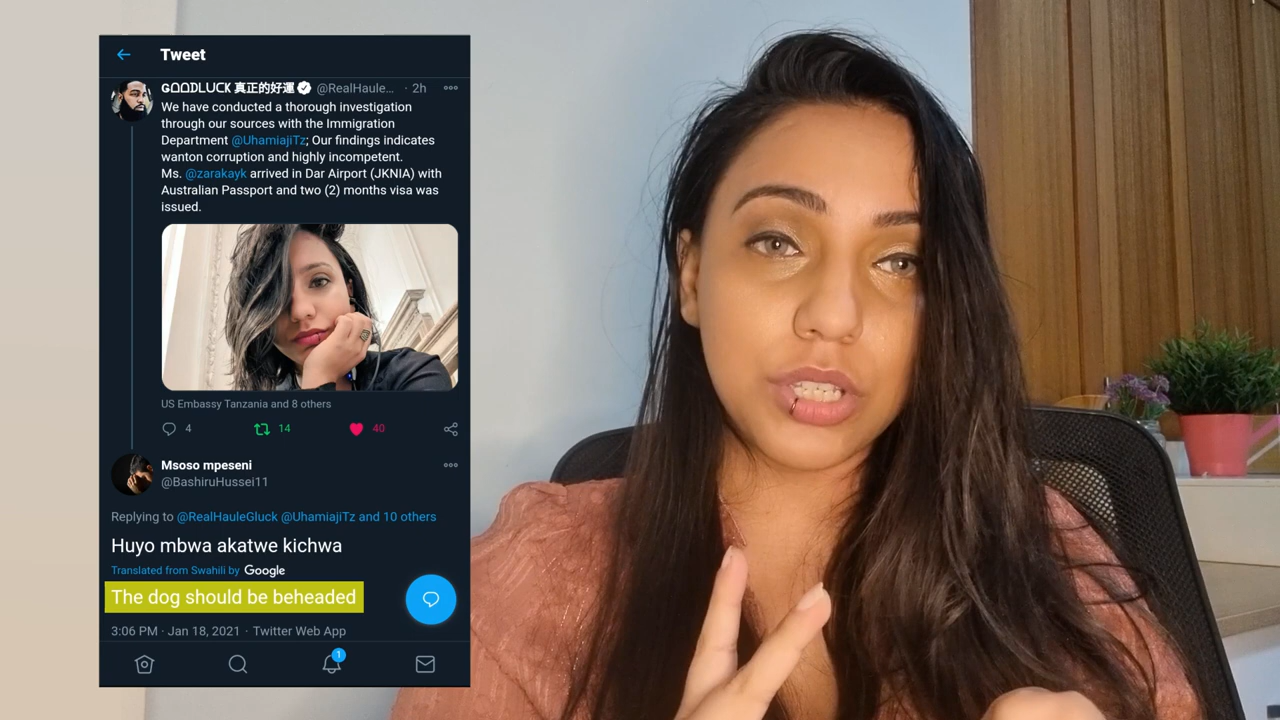 Tweet
GOODLUCK 真正的好運 @RealHaule... · 2h
We have conducted a thorough investigation
through our sources with the Immigration
Department @UhamiajiTz; Our findings indicates
wanton corruption and highly incompetent.
Ms. @zarakayk arrived in Dar Airport (JKNIA) with
Australian Passport and two (2) months visa was
issued.
US Embassy Tanzania and 8 others
4 14 40
Msoso mpeseni
@BashiruHussei11
Replying to @RealHauleGluck @UhamiajiTz and 10 others
Huyo mbwa akatwe kichwa
Translated from Swahili by Google
The dog should be beheaded
3:06 PM · Jan 18, 2021 · Twitter Web App
1